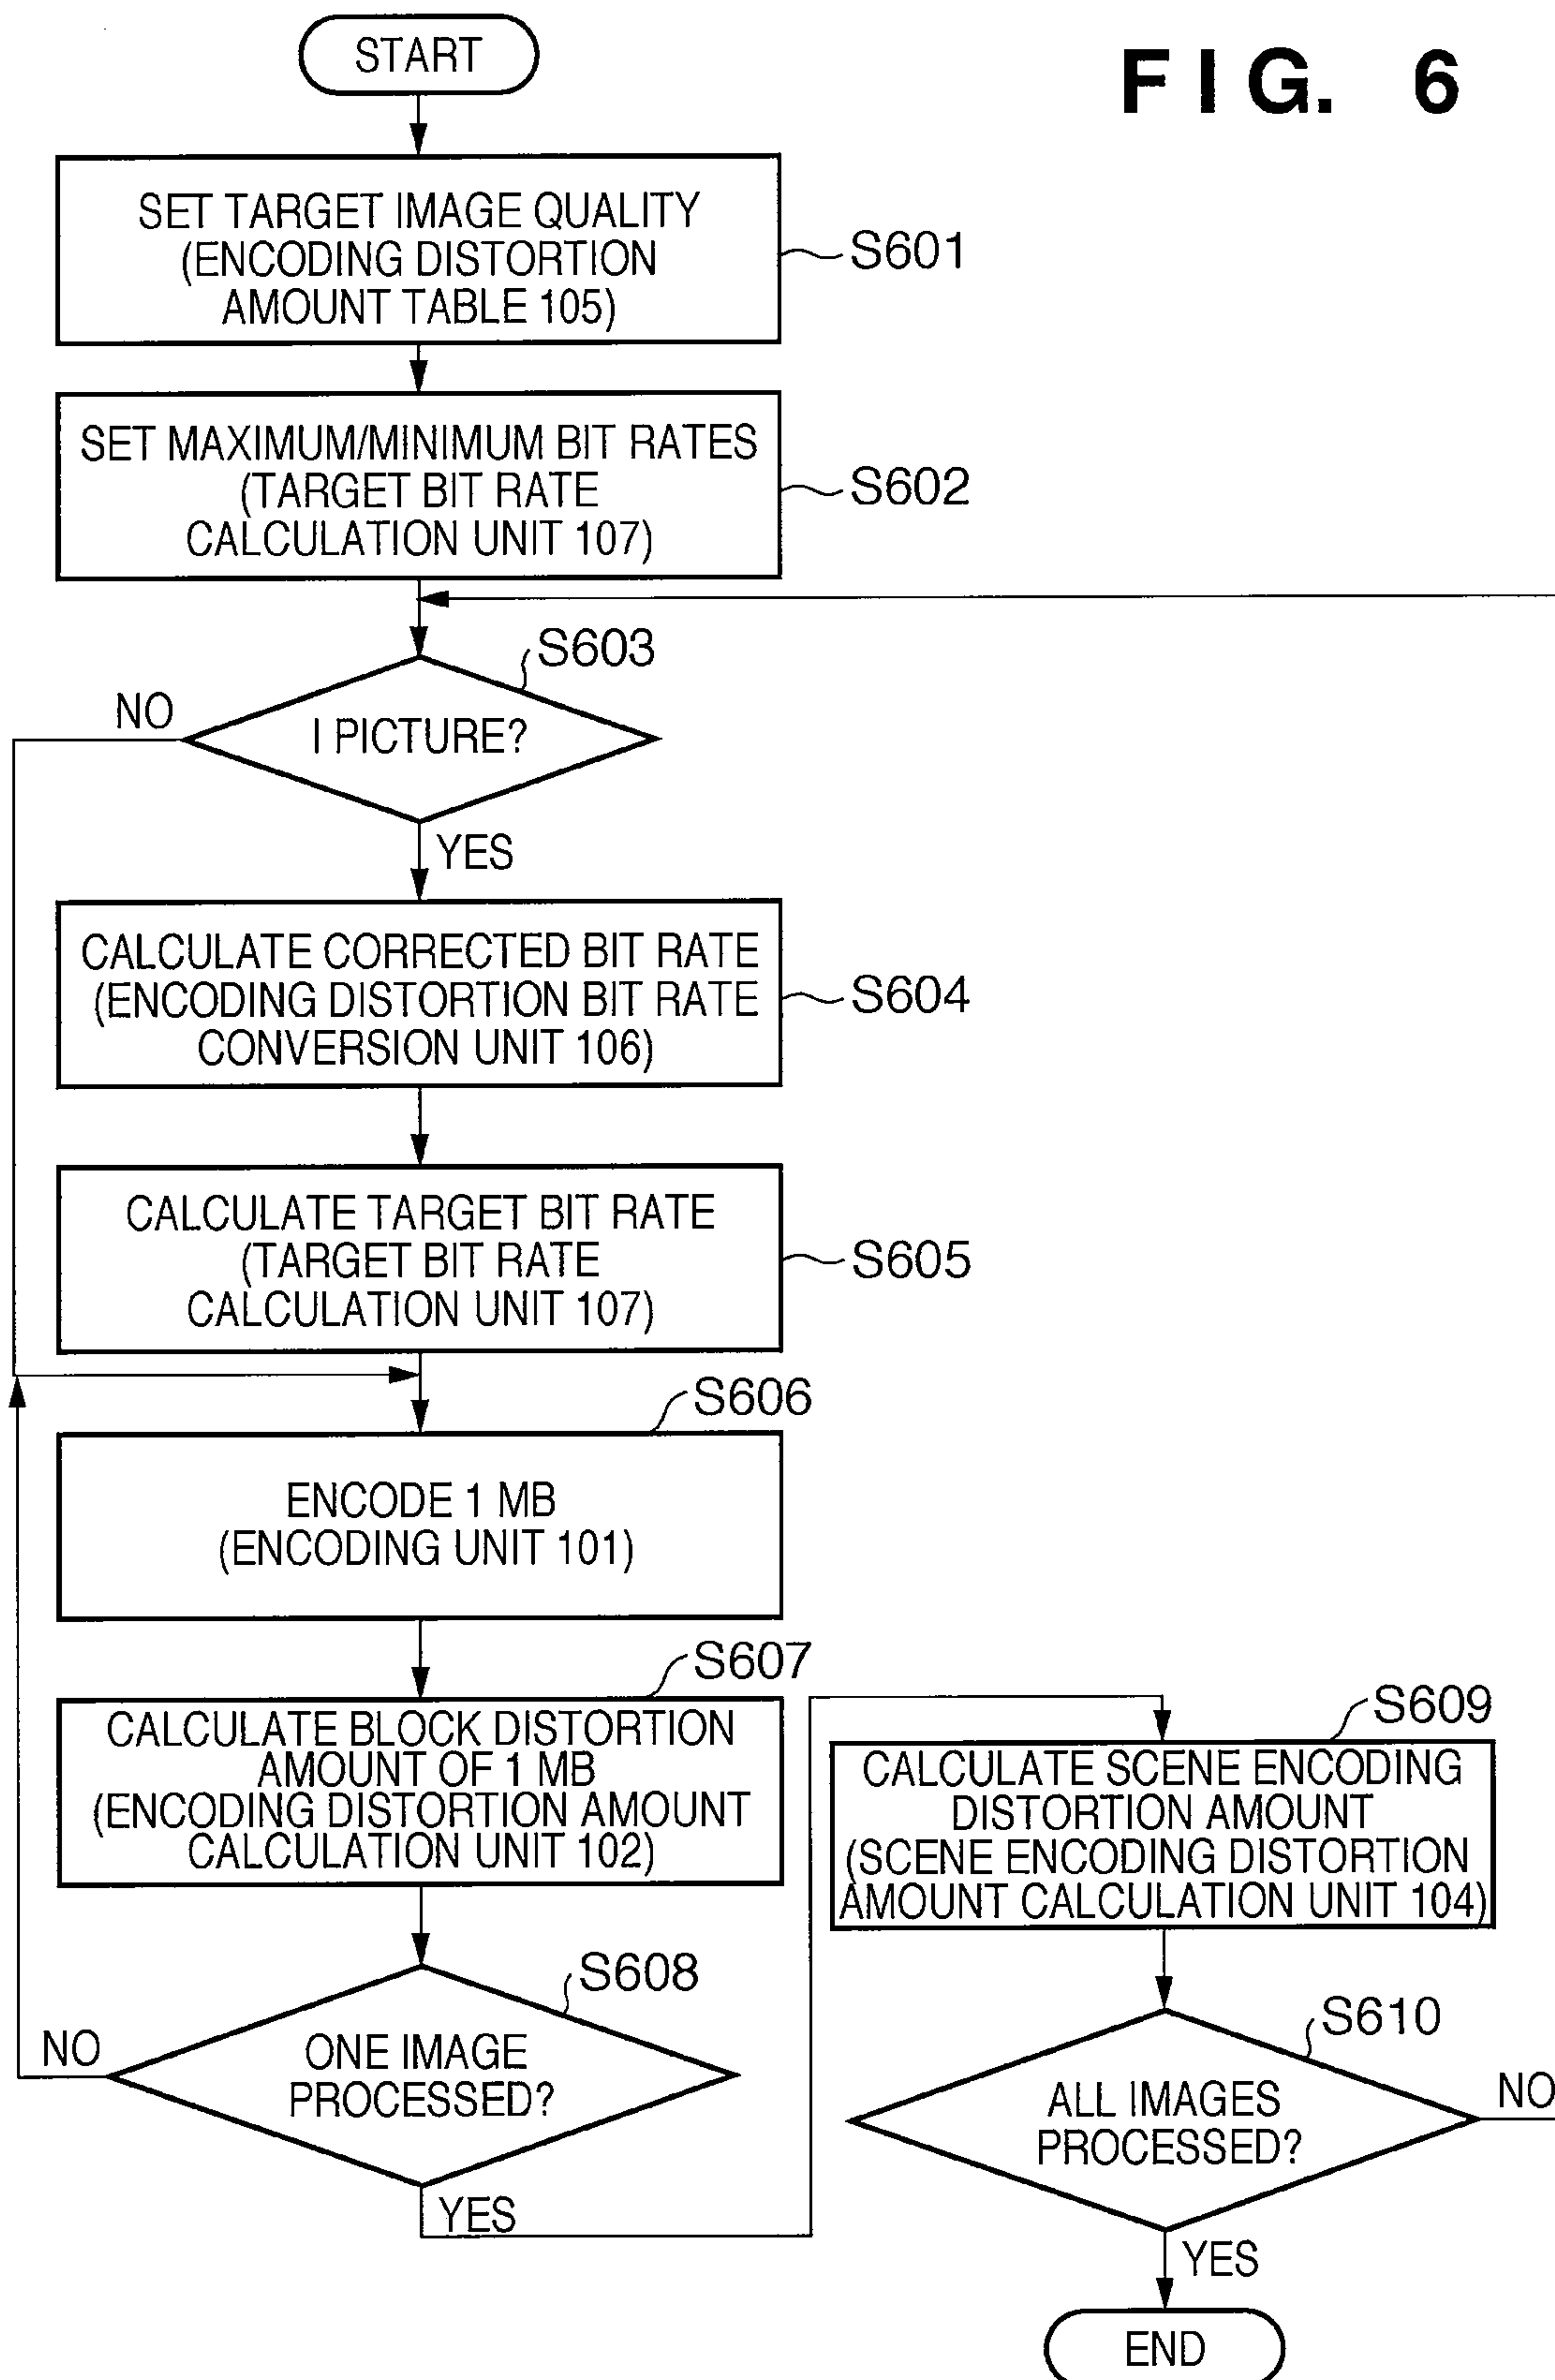 START
FIG. 6
SET TARGET IMAGE QUALITY
(ENCODING DISTORTION
AMOUNT TABLE 105)
S601
SET MAXIMUM/MINIMUM BIT RATES
(TARGET BIT RATE
CALCULATION UNIT 107)
S602
S603
NO
I PICTURE?
YES
CALCULATE CORRECTED BIT RATE
(ENCODING DISTORTION BIT RATE
CONVERSION UNIT 106)
S604
CALCULATE TARGET BIT RATE
(TARGET BIT RATE
CALCULATION UNIT 107)
S605
S606
ENCODE 1 MB
(ENCODING UNIT 101)
S607
CALCULATE BLOCK DISTORTION
AMOUNT OF 1 MB
(ENCODING DISTORTION AMOUNT
CALCULATION UNIT 102)
S608
NO
ONE IMAGE
PROCESSED?
YES
S609
CALCULATE SCENE ENCODING
DISTORTION AMOUNT
(SCENE ENCODING DISTORTION
AMOUNT CALCULATION UNIT 104)
S610
ALL IMAGES
PROCESSED?
NO
YES
END